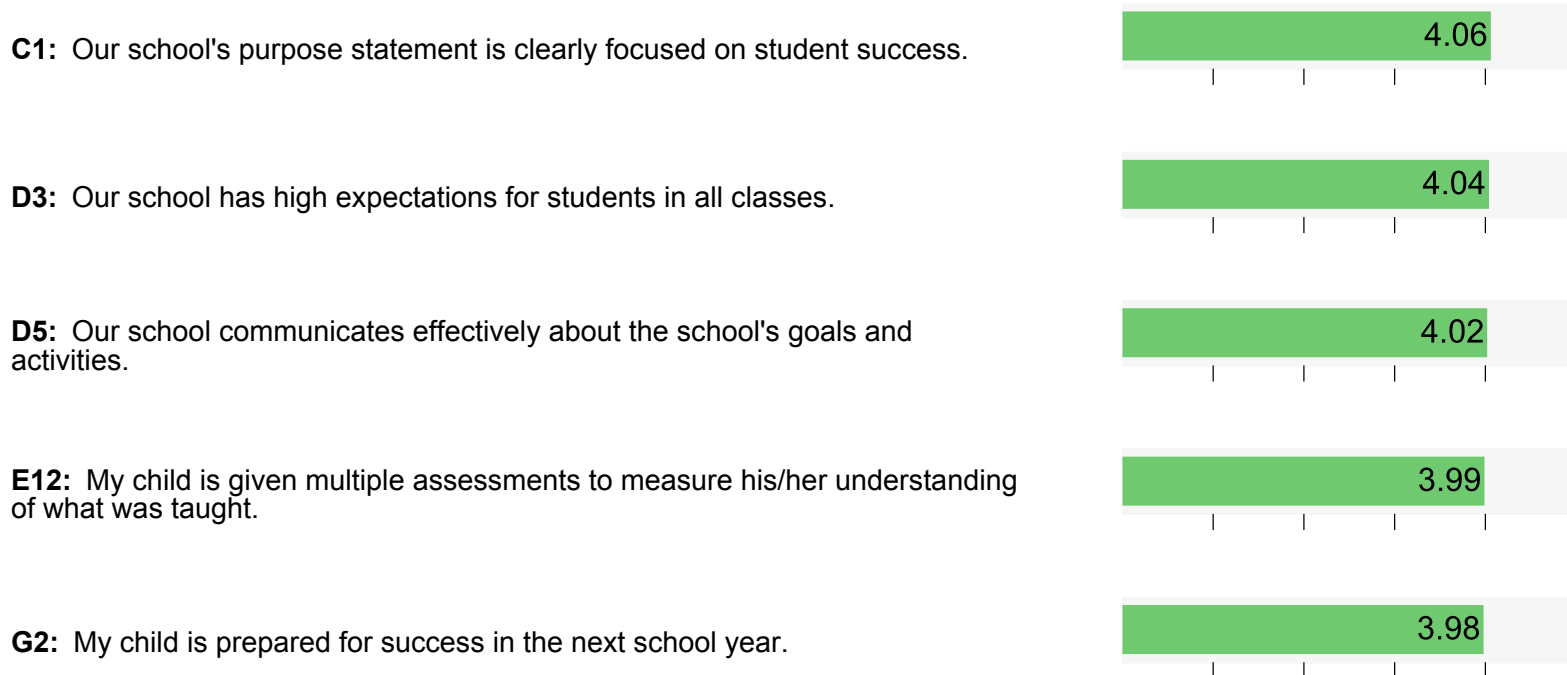 C1: Our school's purpose statement is clearly focused on student success.
4.06
D3: Our school has high expectations for students in all classes.
4.04
D5: Our school communicates effectively about the school's goals and
activities.
4.02
E12: My child is given multiple assessments to measure his/her understanding
of what was taught.
3.99
G2: My child is prepared for success in the next school year.
3.98